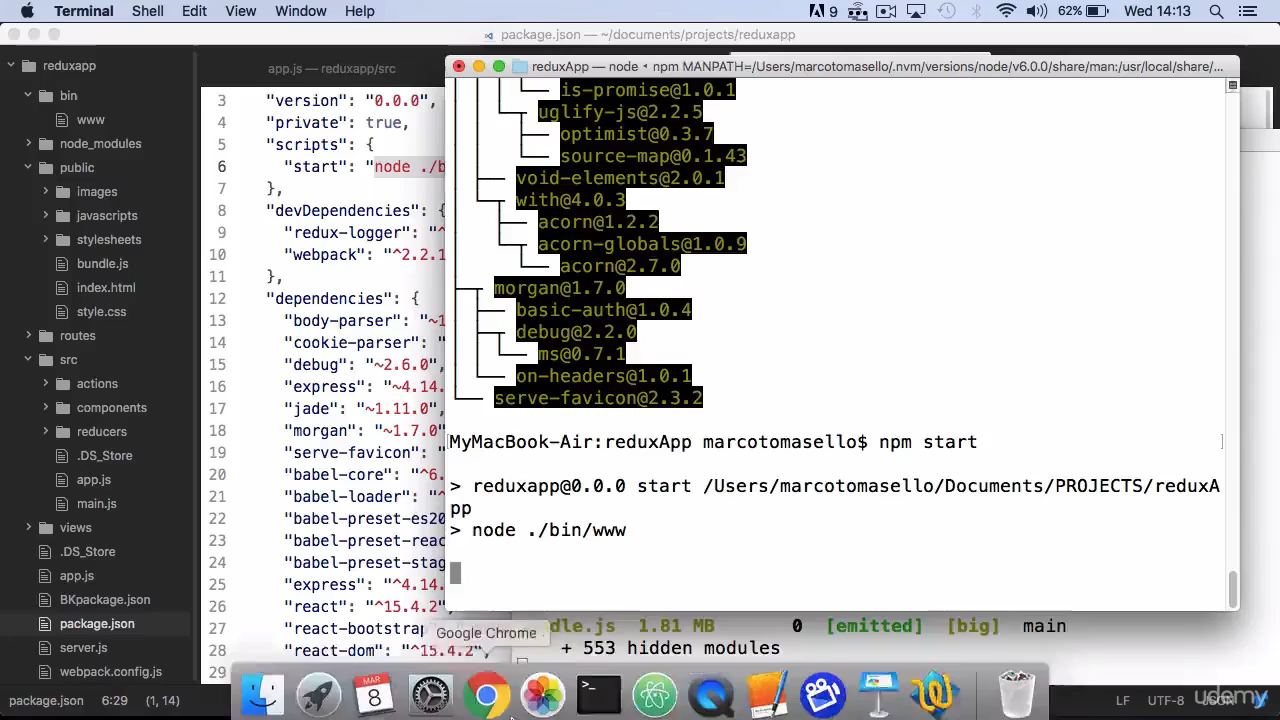 Terminal Shell Edit View Window Help 9 62% Wed 14:13
package.json — ~/documents/projects/reduxapp
reduxapp
bin
www
node_modules
public
images
javascripts
stylesheets
bundle.js
index.html
style.css
routes
src
actions
components
reducers
.DS_Store
app.js
main.js
views
.DS_Store
app.js
BKpackage.json
package.json
server.js
webpack.config.js
app.js — reduxapp/src
3 "version": "0.0.0",
4 "private": true,
5 "scripts": {
6 "start": "node ./b
7 },
8 "devDependencies": {
9 "redux-logger": "^
10 "webpack": "^2.2.1
11 },
12 "dependencies": {
13 "body-parser": "~1
14 "cookie-parser": "
15 "debug": "~2.6.0",
16 "express": "~4.14.
17 "jade": "~1.11.0",
18 "morgan": "~1.7.0"
19 "serve-favicon": "
20 "babel-core": "^6.
21 "babel-loader": "^
22 "babel-preset-es20
23 "babel-preset-reac
24 "babel-preset-stag
25 "express": "^4.14.
26 "react": "^15.4.2",
27 "react-bootstrap
28 "react-dom": "^15.4.2",
29
reduxApp — node ◂ npm MANPATH=/Users/marcotomasello/.nvm/versions/node/v6.0.0/share/man:/usr/local/share/...
is-promise@1.0.1
uglify-js@2.2.5
optimist@0.3.7
source-map@0.1.43
void-elements@2.0.1
with@4.0.3
acorn@1.2.2
acorn-globals@1.0.9
acorn@2.7.0
morgan@1.7.0
basic-auth@1.0.4
debug@2.2.0
ms@0.7.1
on-headers@1.0.1
serve-favicon@2.3.2
MyMacBook-Air:reduxApp marcotomasello$ npm start
> reduxapp@0.0.0 start /Users/marcotomasello/Documents/PROJECTS/reduxA
pp
> node ./bin/www
dle.js 1.81 MB 0 [emitted] [big] main
+ 553 hidden modules
Google Chrome
MAR
8
package.json 6:29 (1, 14) LF UTF-8 JSON
udemy